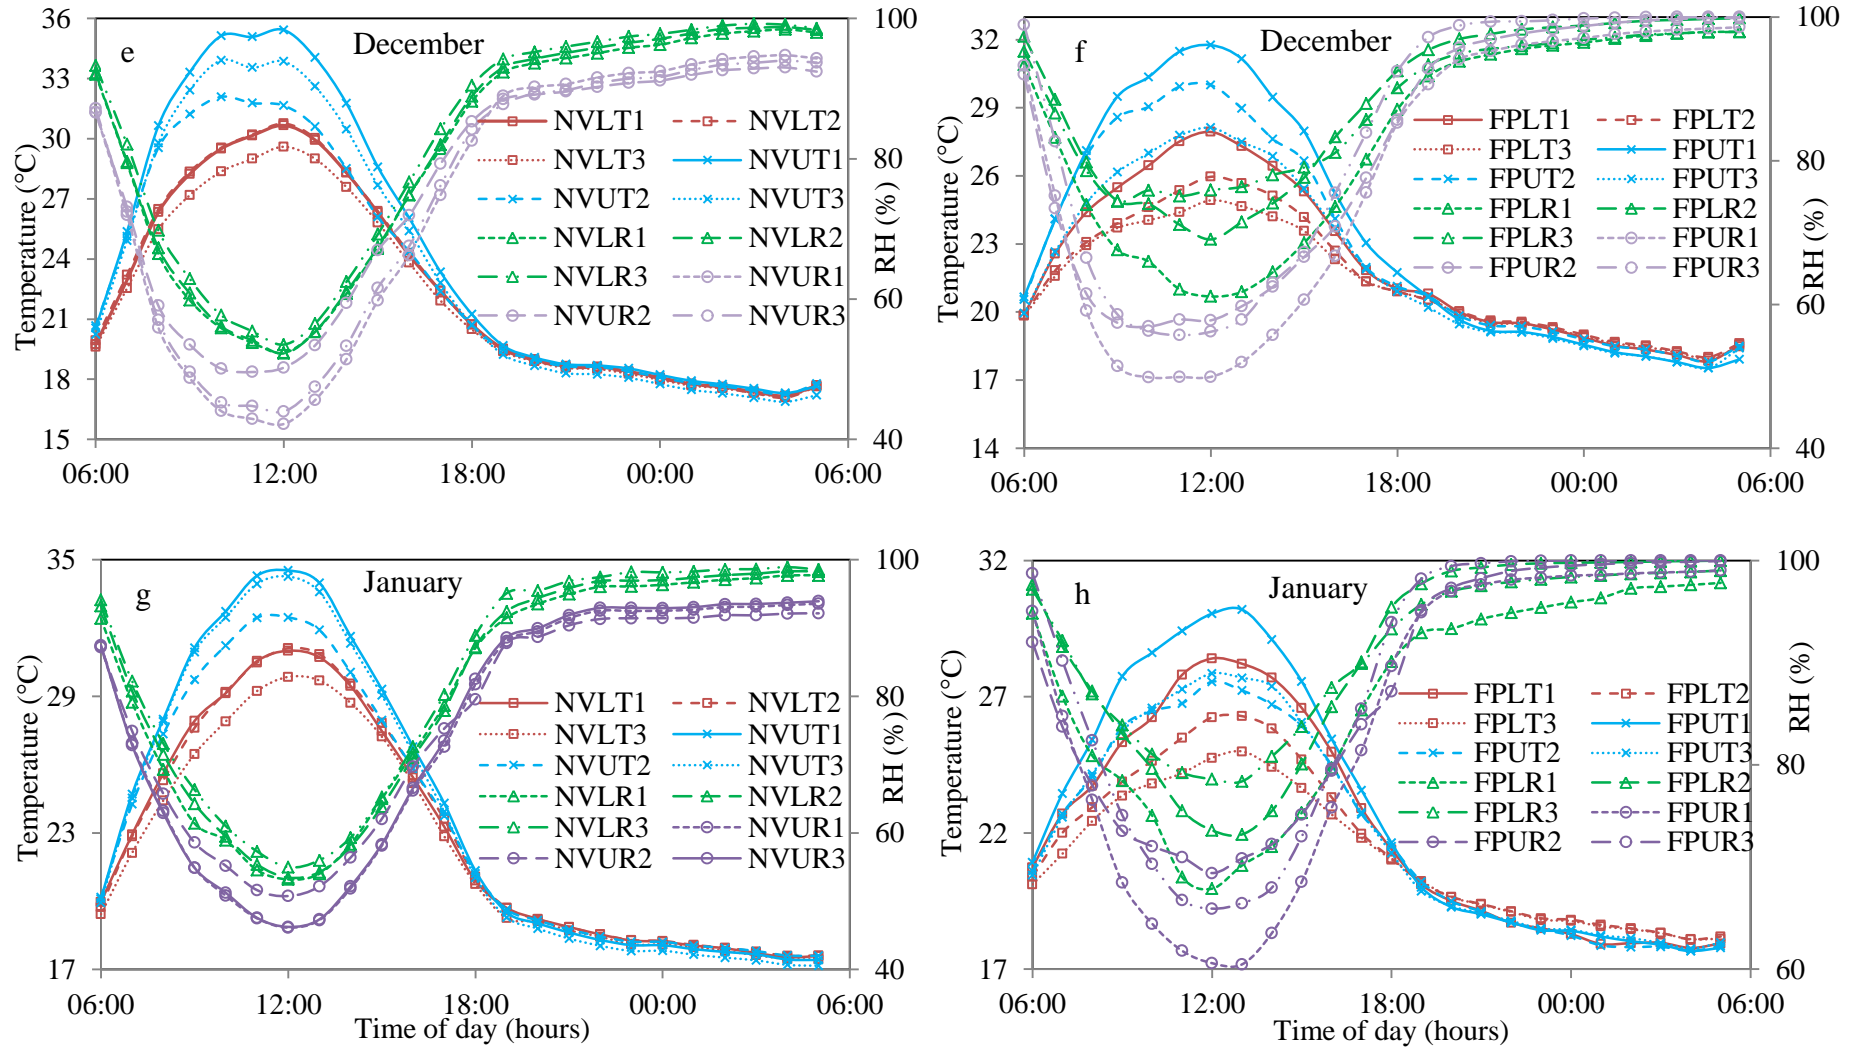 e
December
36
33
30
27
24
21
18
15
Temperature (°C)
100
80
60
40
RH (%)
NVLT1 NVLT2
NVLT3 NVUT1
NVUT2 NVUT3
NVLR1 NVLR2
NVLR3 NVUR1
NVUR2 NVUR3
06:00 12:00 18:00 00:00 06:00
f
December
32
29
26
23
20
17
14
Temperature (°C)
100
80
60
40
RH (%)
FPLT1 FPLT2
FPLT3 FPUT1
FPUT2 FPUT3
FPLR1 FPLR2
FPLR3 FPUR1
FPUR2 FPUR3
06:00 12:00 18:00 00:00 06:00
g
January
35
29
23
17
Temperature (°C)
100
80
60
40
RH (%)
NVLT1 NVLT2
NVLT3 NVUT1
NVUT2 NVUT3
NVLR1 NVLR2
NVLR3 NVUR1
NVUR2 NVUR3
06:00 12:00 18:00 00:00 06:00
Time of day (hours)
h
January
32
27
22
17
Temperature (°C)
100
80
60
RH (%)
FPLT1 FPLT2
FPLT3 FPUT1
FPUT2 FPUT3
FPLR1 FPLR2
FPLR3 FPUR1
FPUR2 FPUR3
06:00 12:00 18:00 00:00 06:00
Time of day (hours)